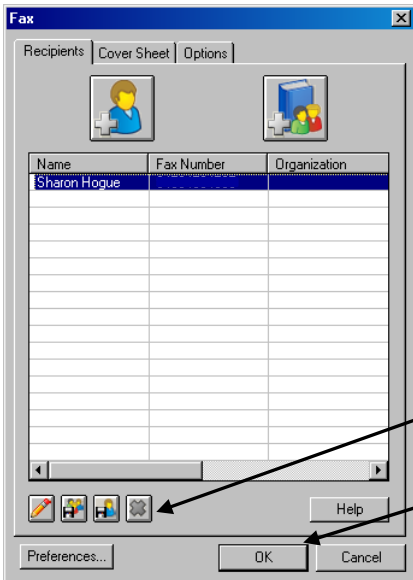 Fax
Recipients Cover Sheet Options
Name Fax Number Organization
Sharon Hogue
Help
Preferences... OK Cancel